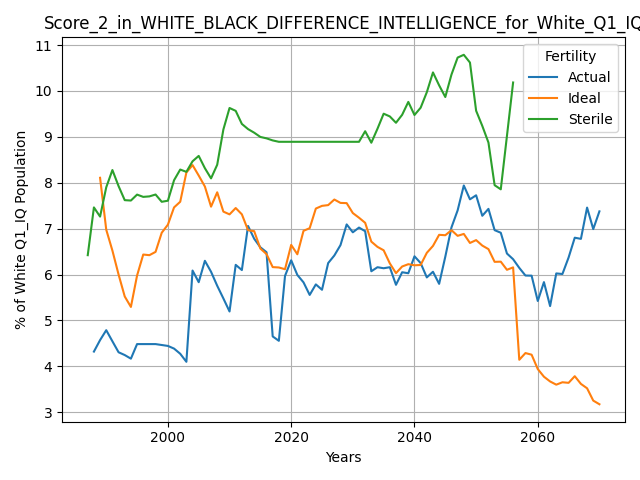 Score_2_in_WHITE_BLACK_DIFFERENCE_INTELLIGENCE_for_White_Q1_IQ
% of White Q1_IQ Population
11
10
9
8
7
6
5
4
3
Fertility
Actual
Ideal
Sterile
2000
2020
2040
2060
Years